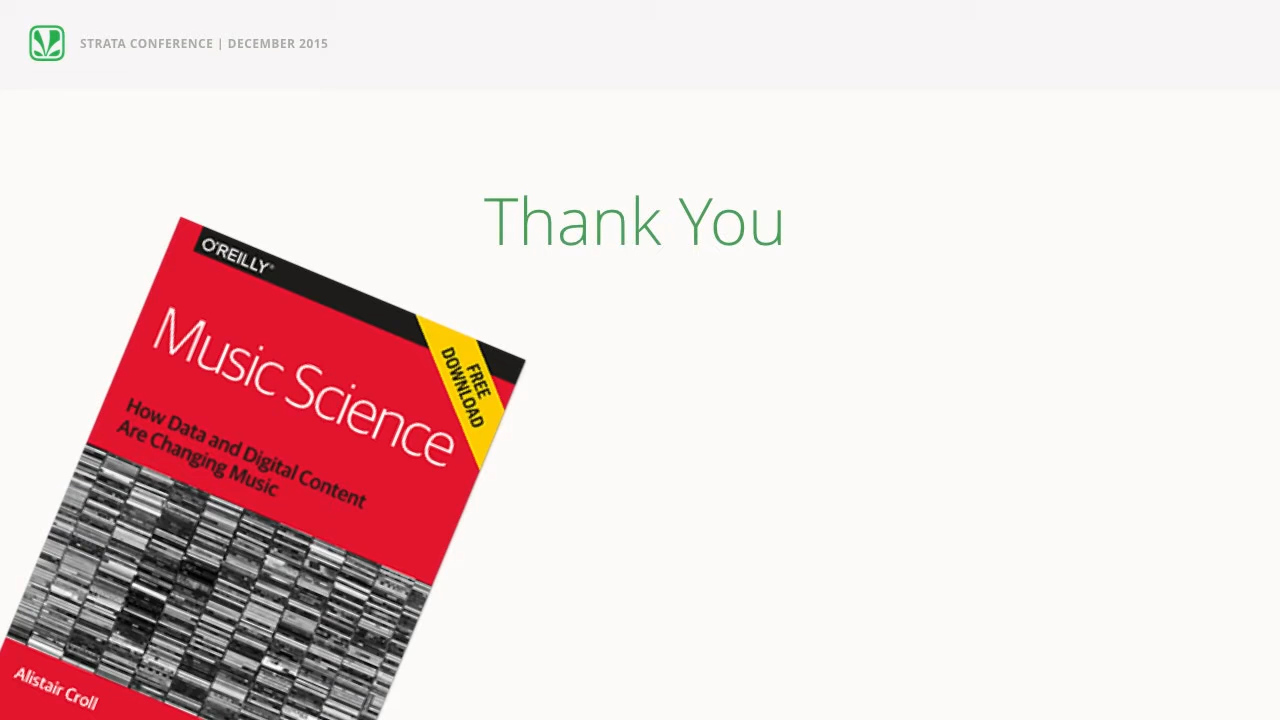 STRATA CONFERENCE | DECEMBER 2015
Thank You
O'REILLY®
FREE
DOWNLOAD
Music Science
How Data and Digital Content
Are Changing Music
Alistair Croll